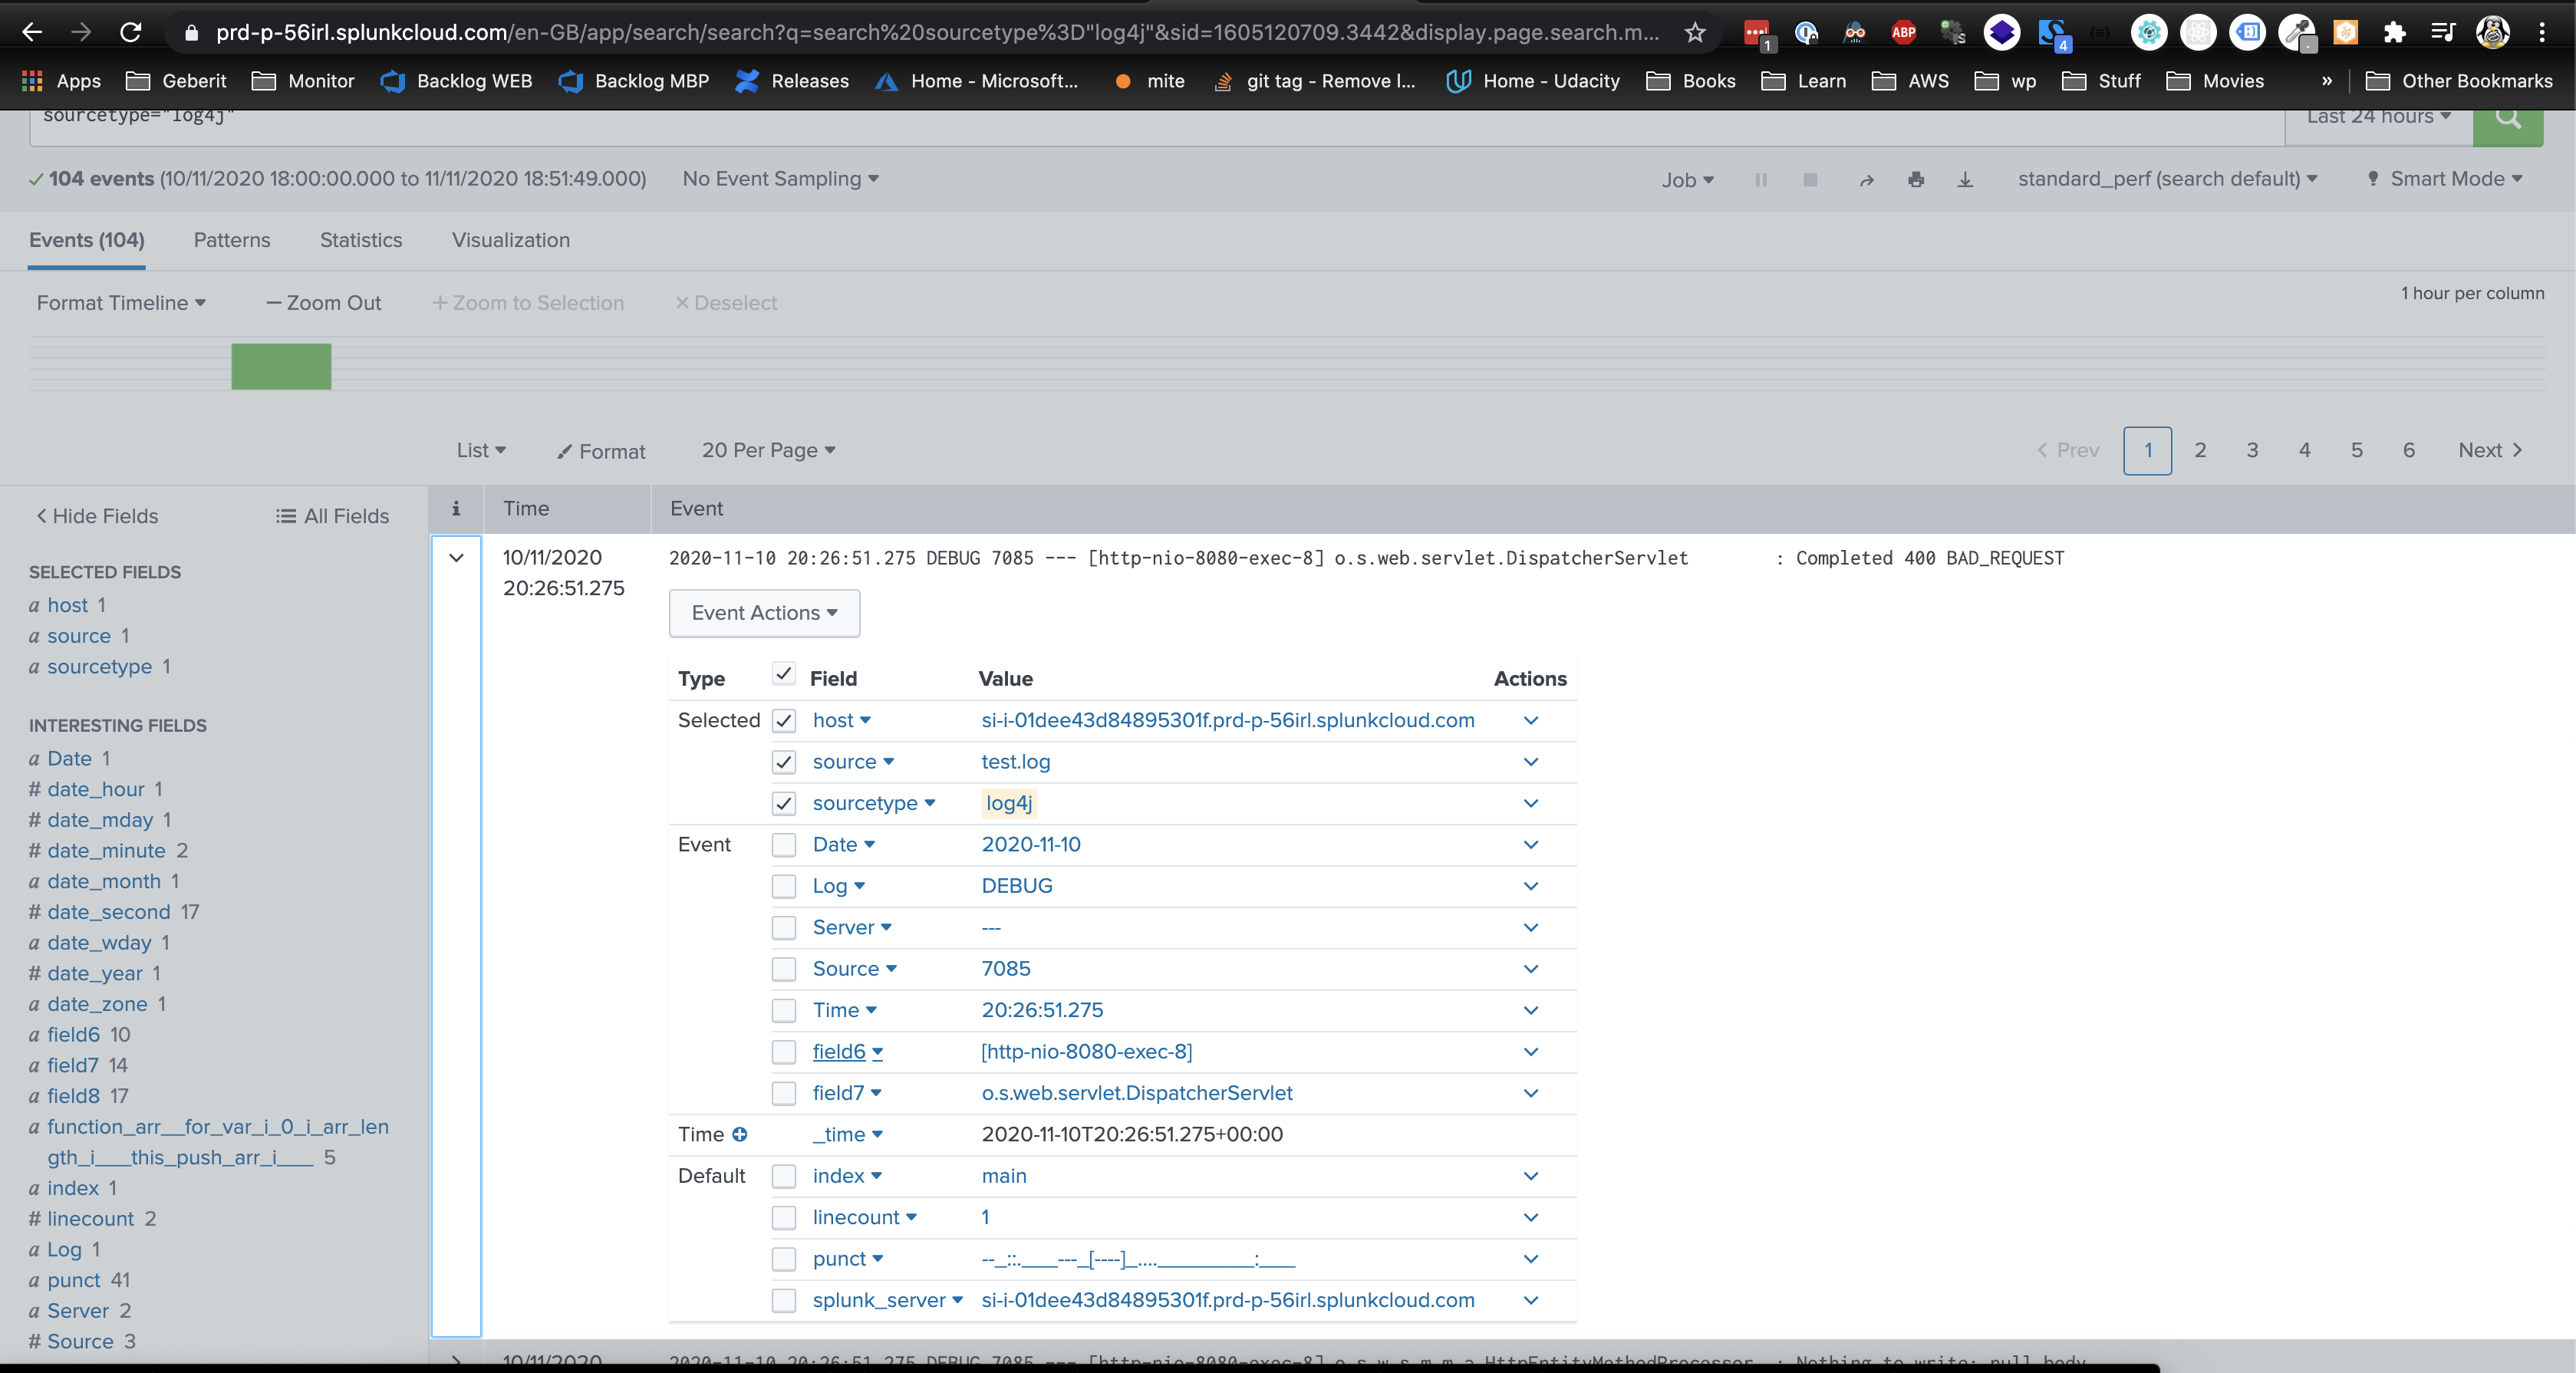 prd-p-56irl.splunkcloud.com/en-GB/app/search/search?q=search%20sourcetype%3D"log4j"&sid=1605120709.3442&display.page.search.m...
1
ABP
4
Apps Geberit Monitor Backlog WEB Backlog MBP Releases Home - Microsoft... mite git tag - Remove l... Home - Udacity Books Learn AWS wp Stuff Movies » Other Bookmarks
sourcetype="log4j" Last 24 hours
104 events (10/11/2020 18:00:00.000 to 11/11/2020 18:51:49.000) No Event Sampling Job standard_perf (search default) Smart Mode
Events (104) Patterns Statistics Visualization
Format Timeline — Zoom Out + Zoom to Selection × Deselect 1 hour per column
List Format 20 Per Page < Prev 1 2 3 4 5 6 Next >
< Hide Fields All Fields
i Time Event
SELECTED FIELDS
a host 1
a source 1
a sourcetype 1
INTERESTING FIELDS
a Date 1
# date_hour 1
# date_mday 1
# date_minute 2
a date_month 1
# date_second 17
a date_wday 1
# date_year 1
a date_zone 1
a field6 10
a field7 14
a field8 17
a function_arr__for_var_i_0_i_arr_len
gth_i___this_push_arr_i___ 5
a index 1
# linecount 2
a Log 1
a punct 41
a Server 2
# Source 3
10/11/2020
20:26:51.275
2020-11-10 20:26:51.275 DEBUG 7085 --- [http-nio-8080-exec-8] o.s.web.servlet.DispatcherServlet : Completed 400 BAD_REQUEST
Event Actions
Type Field Value Actions
Selected host si-i-01dee43d84895301f.prd-p-56irl.splunkcloud.com
source test.log
sourcetype log4j
Event Date 2020-11-10
Log DEBUG
Server ---
Source 7085
Time 20:26:51.275
field6 [http-nio-8080-exec-8]
field7 o.s.web.servlet.DispatcherServlet
Time _time 2020-11-10T20:26:51.275+00:00
Default index main
linecount 1
punct --_::.____---_[----]_....__________:____
splunk_server si-i-01dee43d84895301f.prd-p-56irl.splunkcloud.com
10/11/2020 2020-11-10 20:26:51.275 DEBUG 7085 --- [http-nio-8080-exec-8] o.s.w.s.m.m.a.HttpEntityMethodProcessor : Nothing to write: null body